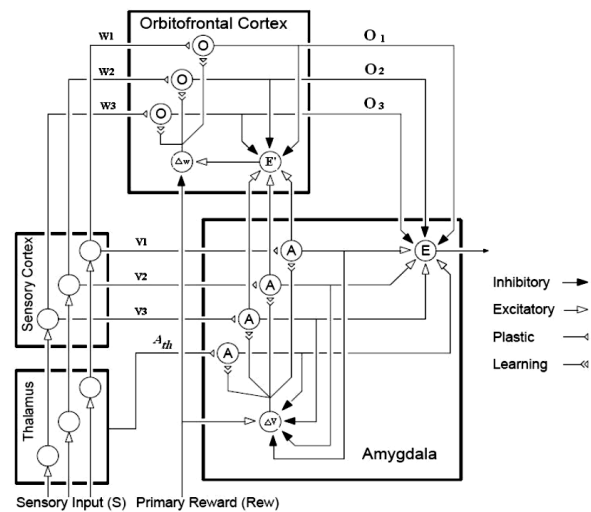 Orbitofrontal Cortex
w1
O
O 1
w2
O
O 2
w3
O
O 3
Δw
E'
Sensory Cortex
v1
A
E
v2
A
v3
A
A th
A
Thalamus
ΔV
Amygdala
Inhibitory
Excitatory
Plastic
Learning
Sensory Input (S)
Primary Reward (Rew)